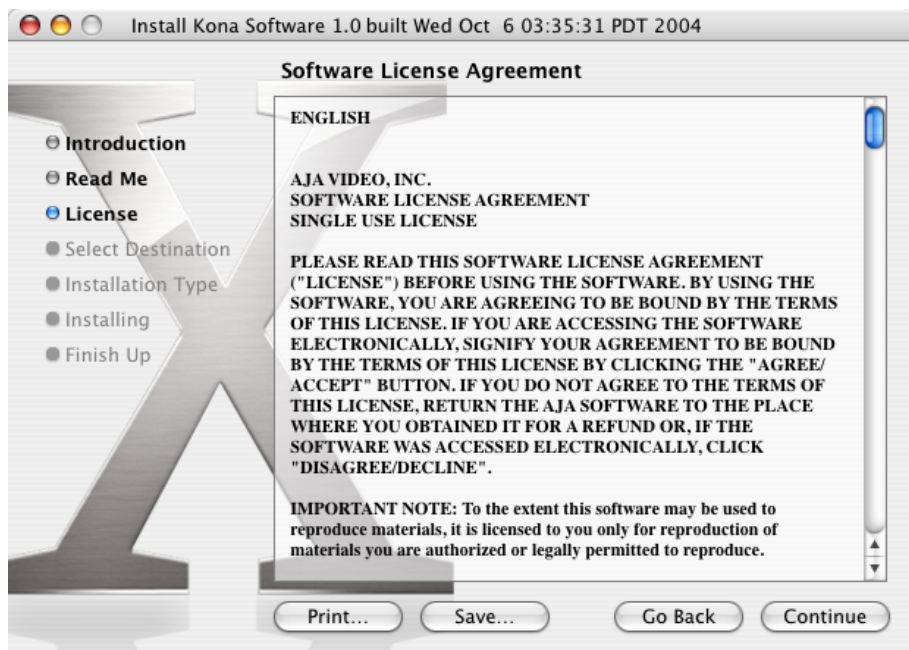 Install Kona Software 1.0 built Wed Oct  6 03:35:31 PDT 2004
Software License Agreement
Introduction
Read Me
License
Select Destination
Installation Type
Installing
Finish Up
ENGLISH
AJA VIDEO, INC.
SOFTWARE LICENSE AGREEMENT
SINGLE USE LICENSE
PLEASE READ THIS SOFTWARE LICENSE AGREEMENT
("LICENSE") BEFORE USING THE SOFTWARE. BY USING THE
SOFTWARE, YOU ARE AGREEING TO BE BOUND BY THE TERMS
OF THIS LICENSE. IF YOU ARE ACCESSING THE SOFTWARE
ELECTRONICALLY, SIGNIFY YOUR AGREEMENT TO BE BOUND
BY THE TERMS OF THIS LICENSE BY CLICKING THE "AGREE/
ACCEPT" BUTTON. IF YOU DO NOT AGREE TO THE TERMS OF
THIS LICENSE, RETURN THE AJA SOFTWARE TO THE PLACE
WHERE YOU OBTAINED IT FOR A REFUND OR, IF THE
SOFTWARE WAS ACCESSED ELECTRONICALLY, CLICK
"DISAGREE/DECLINE".
IMPORTANT NOTE: To the extent this software may be used to
reproduce materials, it is licensed to you only for reproduction of
materials you are authorized or legally permitted to reproduce.
Print...
Save...
Go Back
Continue